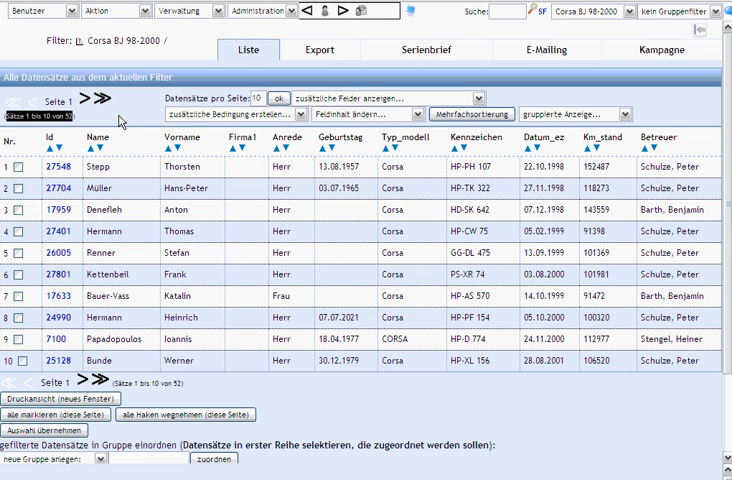 Benutzer Aktion Verwaltung Administration Suche: SF Corsa BJ 98-2000 kein Gruppenfilter
Filter: Corsa BJ 98-2000 /
Liste Export Serienbrief E-Mailing Kampagne
Alle Datensätze aus dem aktuellen Filter
Seite 1 Datensätze pro Seite: 10 ok zusätzliche Felder anzeigen...
(Sätze 1 bis 10 von 52) zusätzliche Bedingung erstellen... Feldinhalt ändern... Mehrfachsortierung gruppierte Anzeige...
Nr. Id Name Vorname Firma1 Anrede Geburtstag Typ_modell Kennzeichen Datum_ez Km_stand Betreuer
1 27548 Stepp Thorsten Herr 13.08.1957 Corsa HP-PH 107 22.10.1998 152487 Schulze, Peter
2 27704 Müller Hans-Peter Herr 03.07.1965 Corsa HP-TK 322 27.11.1998 118273 Schulze, Peter
3 17959 Denefleh Anton Herr Corsa HD-SK 642 07.12.1998 143559 Barth, Benjamin
4 27401 Hermann Thomas Herr Corsa HP-CW 75 05.02.1999 91398 Schulze, Peter
5 26005 Renner Stefan Herr Corsa GG-DL 475 13.09.1999 101369 Schulze, Peter
6 27801 Kettenbeil Frank Herr Corsa PS-XR 74 03.08.2000 101981 Schulze, Peter
7 17633 Bauer-Vass Katalin Frau Corsa HP-AS 570 14.10.1999 91472 Barth, Benjamin
8 24990 Hermann Heinrich Herr 07.07.2021 Corsa HP-PF 154 05.10.2000 100320 Schulze, Peter
9 7100 Papadopoulos Ioannis Herr 18.04.1977 CORSA HP-D 774 24.11.2000 112977 Stengel, Heiner
10 25128 Bunde Werner Herr 30.12.1979 Corsa HP-XL 156 28.08.2001 106520 Schulze, Peter
Seite 1 (Sätze 1 bis 10 von 52)
Druckansicht (neues Fenster)
alle markieren (diese Seite) alle Haken wegnehmen (diese Seite)
Auswahl übernehmen
gefilterte Datensätze in Gruppe einordnen (Datensätze in erster Reihe selektieren, die zugeordnet werden sollen):
neue Gruppe anlegen: zuordnen